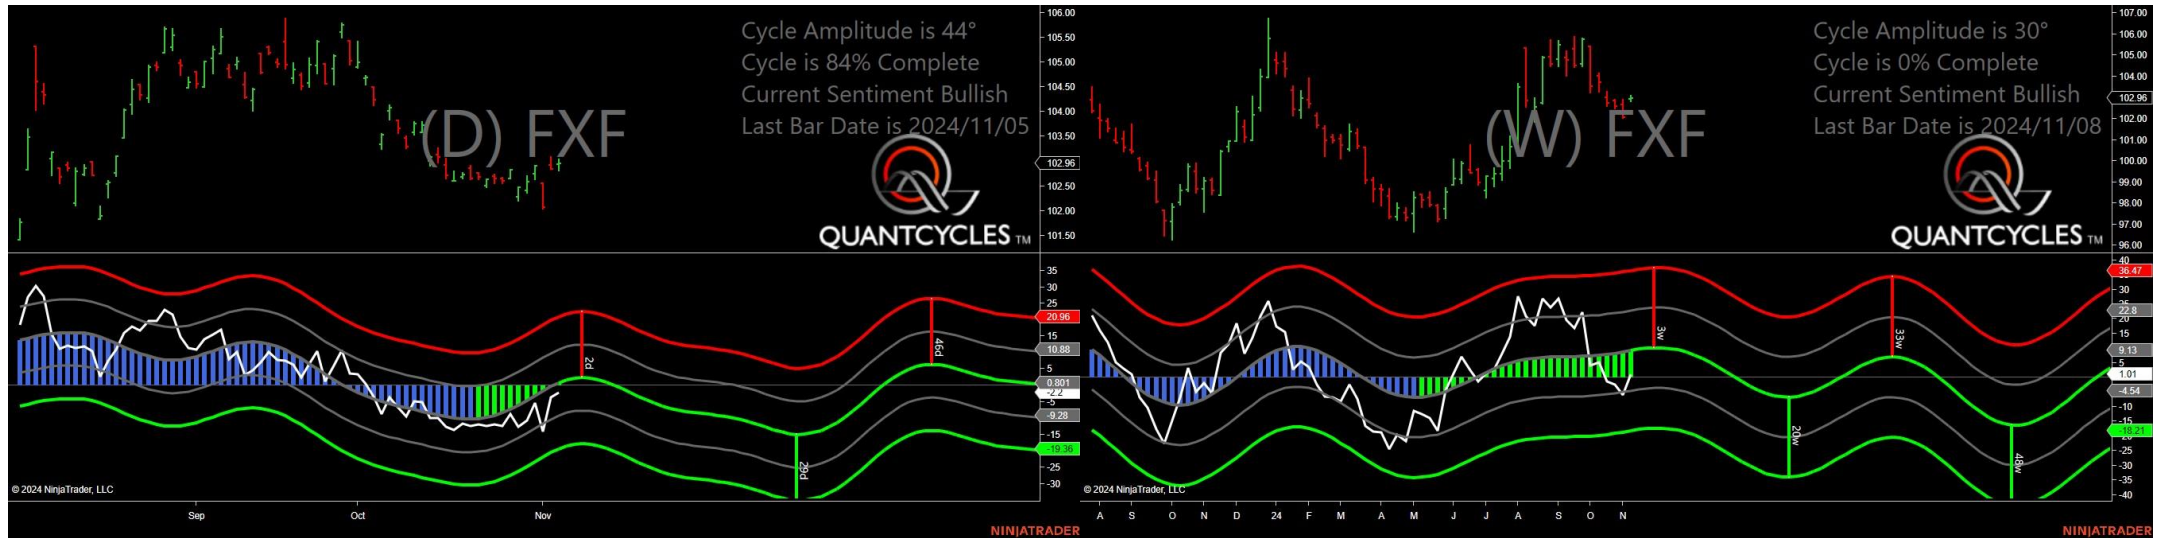 Cycle Amplitude is 44°
Cycle is 84% Complete
Current Sentiment Bullish
Last Bar Date is 2024/11/05
(D) FXF
QUANTCYCLES TM
106.00
105.50
105.00
104.50
104.00
103.50
102.96
102.50
102.00
101.50
35
30
25
20.96
15
10.88
5
0.801
-2.2
-5
-9.28
-15
-19.36
-25
-30
2d
29d
46d
© 2024 NinjaTrader, LLC
Sep Oct Nov
NINJATRADER
Cycle Amplitude is 30°
Cycle is 0% Complete
Current Sentiment Bullish
Last Bar Date is 2024/11/08
(W) FXF
QUANTCYCLES TM
107.00
106.00
105.00
104.00
102.96
102.00
101.00
100.00
99.00
98.00
97.00
96.00
40
36.47
30
22.8
20
15
9.13
5
1.01
-4.54
-10
-18.21
-25
-30
-35
-40
3w
20w
33w
48w
© 2024 NinjaTrader, LLC
A S O N D 24 F M A M J J A S O N
NINJATRADER